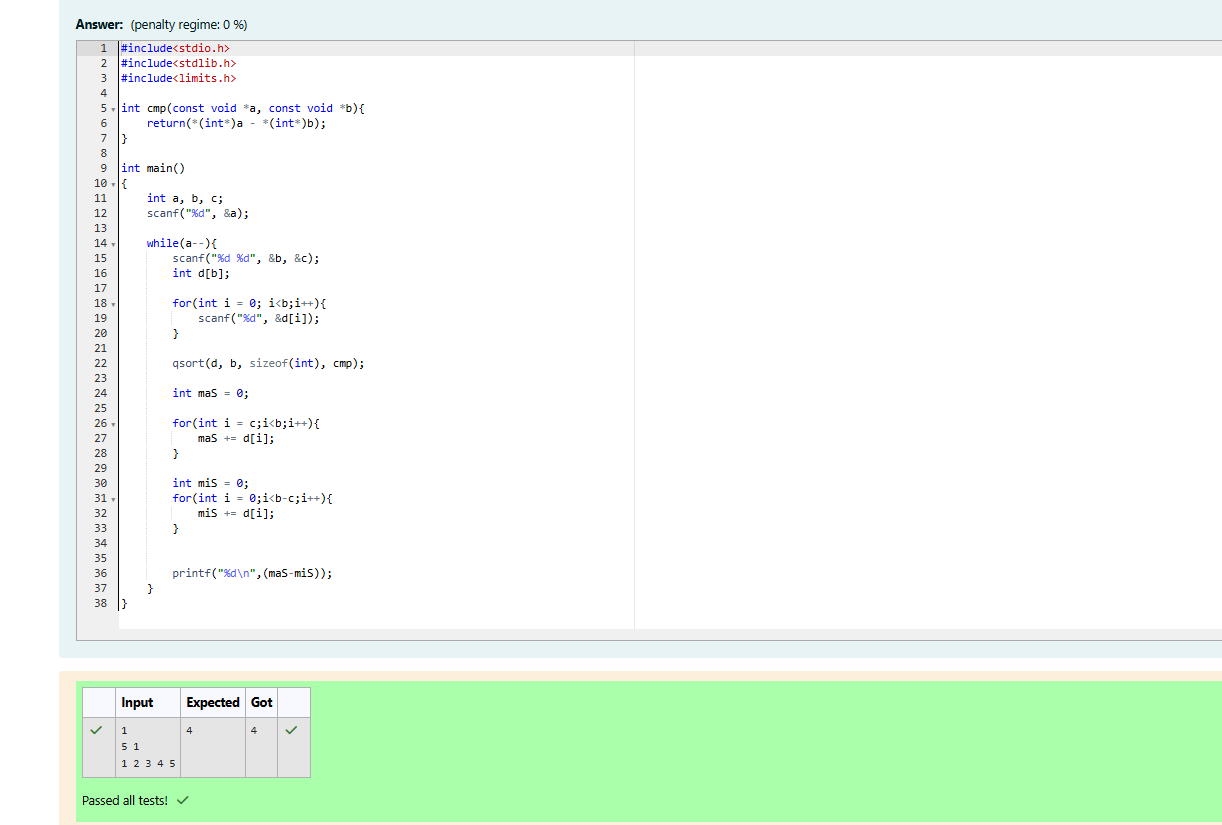 Answer: (penalty regime: 0 %)
1 #include<stdio.h>
2 #include<stdlib.h>
3 #include<limits.h>
4
5 int cmp(const void *a, const void *b){
6     return(*(int*)a - *(int*)b);
7 }
8
9 int main()
10 {
11     int a, b, c;
12     scanf("%d", &a);
13
14     while(a--){
15         scanf("%d %d", &b, &c);
16         int d[b];
17
18         for(int i = 0; i<b;i++){
19             scanf("%d", &d[i]);
20         }
21
22         qsort(d, b, sizeof(int), cmp);
23
24         int maS = 0;
25
26         for(int i = c;i<b;i++){
27             maS += d[i];
28         }
29
30         int miS = 0;
31         for(int i = 0;i<b-c;i++){
32             miS += d[i];
33         }
34
35
36         printf("%d\n",(maS-miS));
37     }
38 }
Input Expected Got
1 4 4
5 1
1 2 3 4 5
Passed all tests!